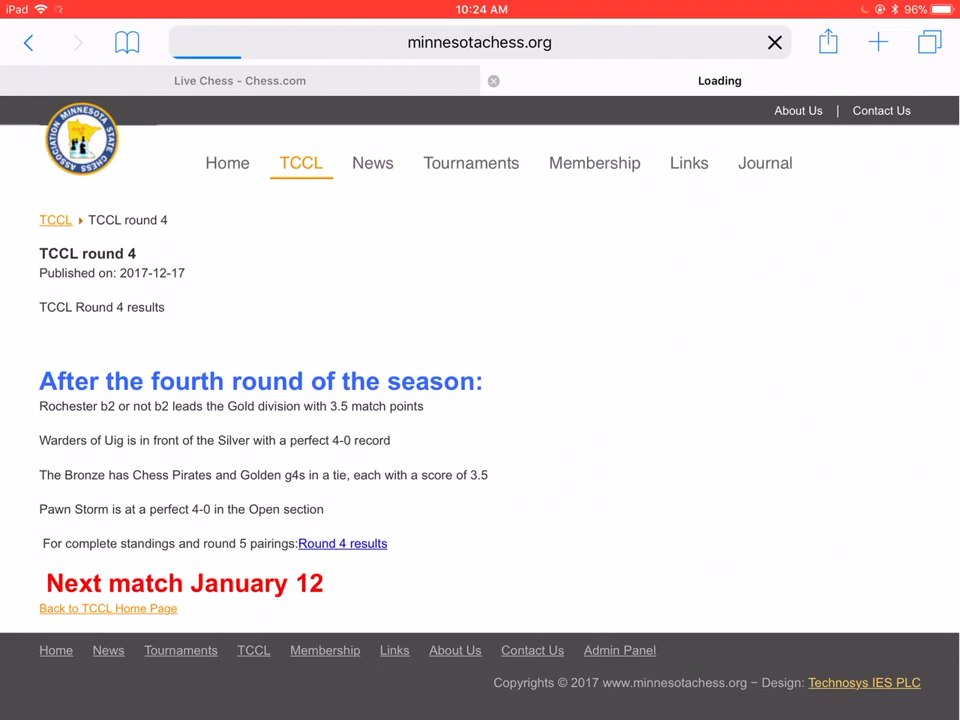 iPad 10:24 AM 96%
minnesotachess.org
Live Chess - Chess.com Loading
About Us | Contact Us
MINNESOTA STATE CHESS ASSOCIATION
Home TCCL News Tournaments Membership Links Journal
TCCL TCCL round 4
TCCL round 4
Published on: 2017-12-17
TCCL Round 4 results
After the fourth round of the season:
Rochester b2 or not b2 leads the Gold division with 3.5 match points
Warders of Uig is in front of the Silver with a perfect 4-0 record
The Bronze has Chess Pirates and Golden g4s in a tie, each with a score of 3.5
Pawn Storm is at a perfect 4-0 in the Open section
For complete standings and round 5 pairings:Round 4 results
Next match January 12
Back to TCCL Home Page
Home News Tournaments TCCL Membership Links About Us Contact Us Admin Panel
Copyrights © 2017 www.minnesotachess.org − Design: Technosys IES PLC